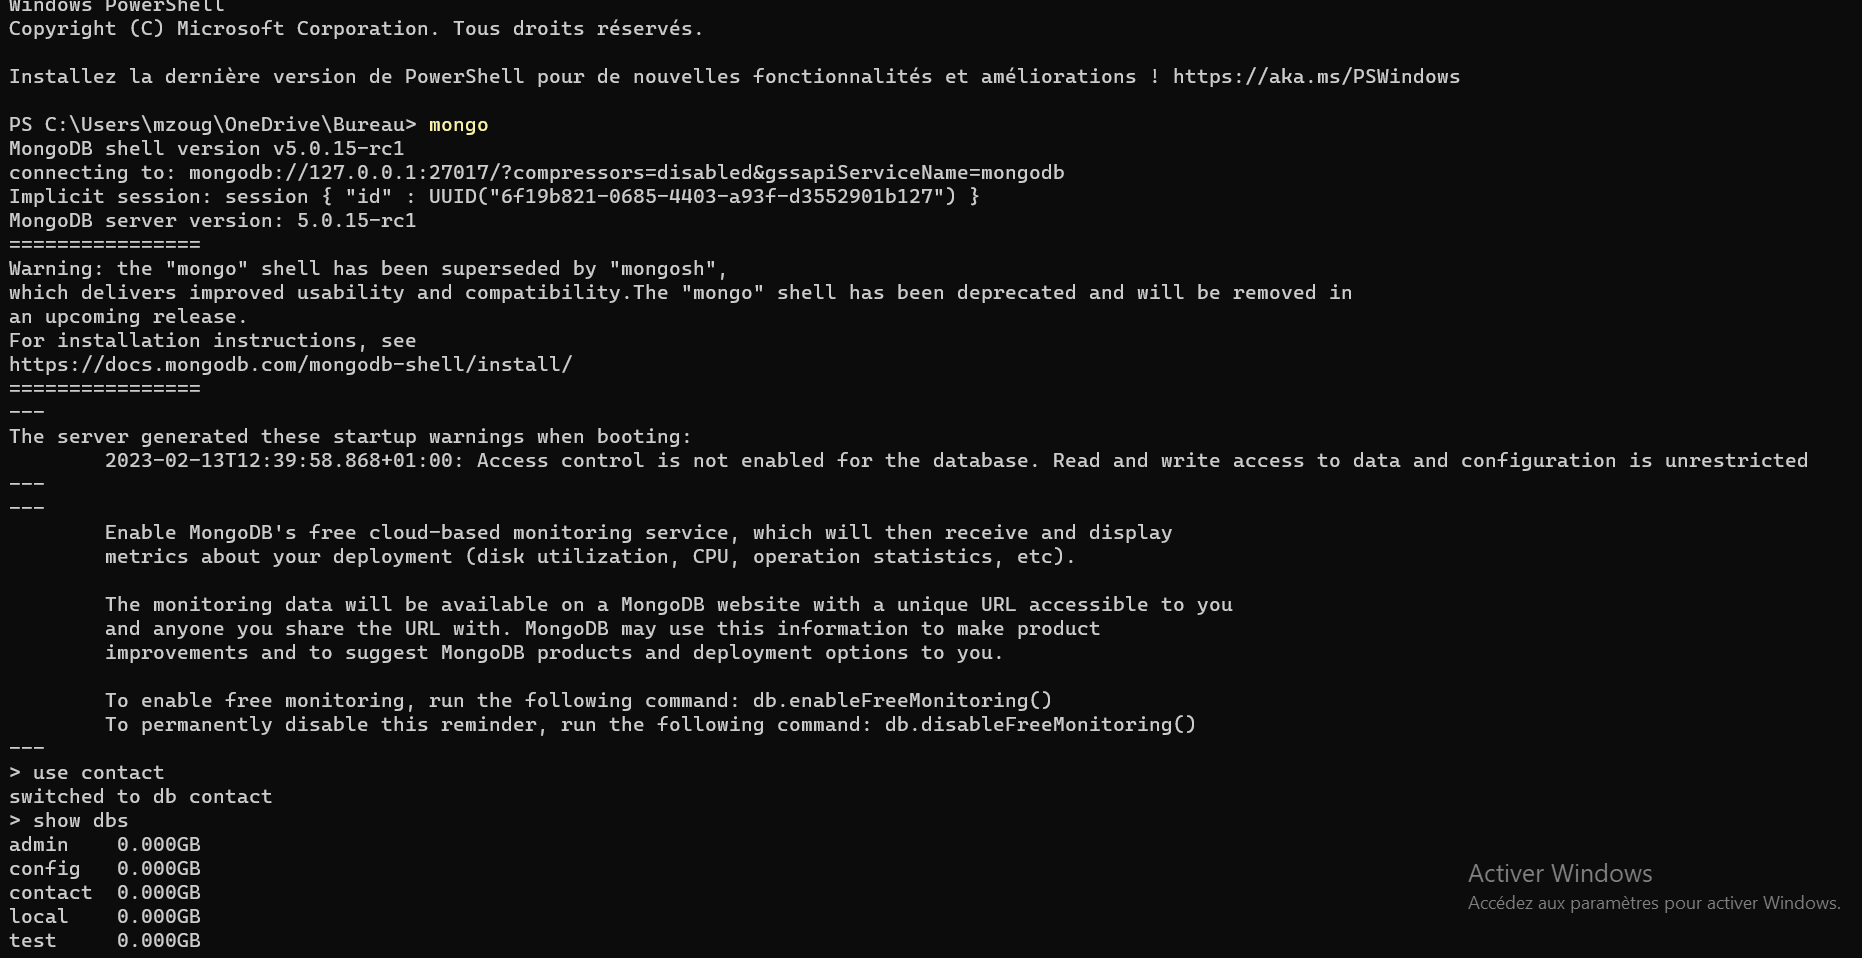 Windows PowerShell
Copyright (C) Microsoft Corporation. Tous droits réservés.
Installez la dernière version de PowerShell pour de nouvelles fonctionnalités et améliorations ! https://aka.ms/PSWindows
PS C:\Users\mzoug\OneDrive\Bureau> mongo
MongoDB shell version v5.0.15-rc1
connecting to: mongodb://127.0.0.1:27017/?compressors=disabled&gssapiServiceName=mongodb
Implicit session: session { "id" : UUID("6f19b821-0685-4403-a93f-d3552901b127") }
MongoDB server version: 5.0.15-rc1
================
Warning: the "mongo" shell has been superseded by "mongosh",
which delivers improved usability and compatibility.The "mongo" shell has been deprecated and will be removed in
an upcoming release.
For installation instructions, see
https://docs.mongodb.com/mongodb-shell/install/
================
---
The server generated these startup warnings when booting:
        2023-02-13T12:39:58.868+01:00: Access control is not enabled for the database. Read and write access to data and configuration is unrestricted
---
---
        Enable MongoDB's free cloud-based monitoring service, which will then receive and display
        metrics about your deployment (disk utilization, CPU, operation statistics, etc).
        The monitoring data will be available on a MongoDB website with a unique URL accessible to you
        and anyone you share the URL with. MongoDB may use this information to make product
        improvements and to suggest MongoDB products and deployment options to you.
        To enable free monitoring, run the following command: db.enableFreeMonitoring()
        To permanently disable this reminder, run the following command: db.disableFreeMonitoring()
---
> use contact
switched to db contact
> show dbs
admin    0.000GB
config   0.000GB
contact  0.000GB
local    0.000GB
test     0.000GB
Activer Windows
Accédez aux paramètres pour activer Windows.